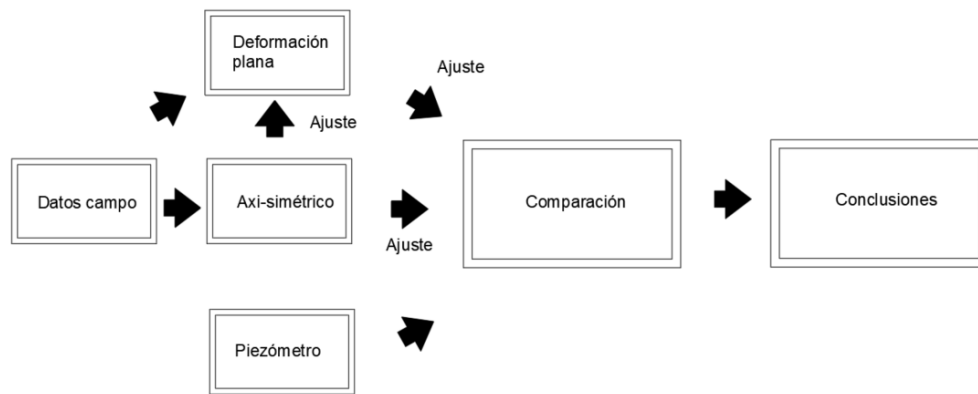 Deformación
plana
Ajuste
Ajuste
Datos campo
Axi-simétrico
Ajuste
Comparación
Conclusiones
Piezómetro